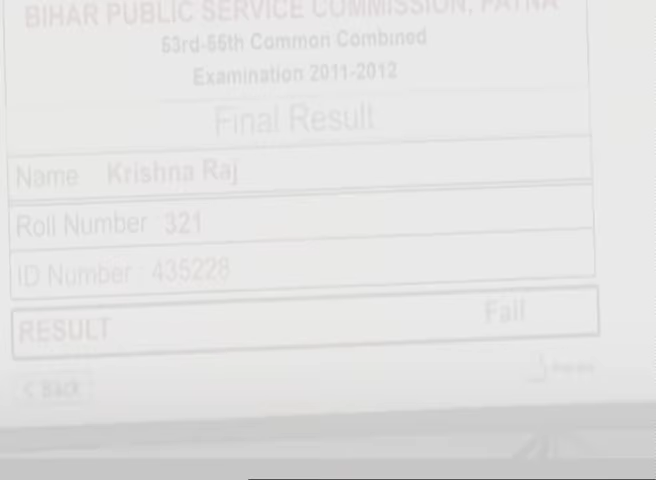 BIHAR PUBLIC SERVICE COMMISSION, PATNA
53rd-55th Common Combined
Examination 2011-2012
Final Result
Name Krishna Raj
Roll Number 321
ID Number 435228
RESULT Fail
< Back